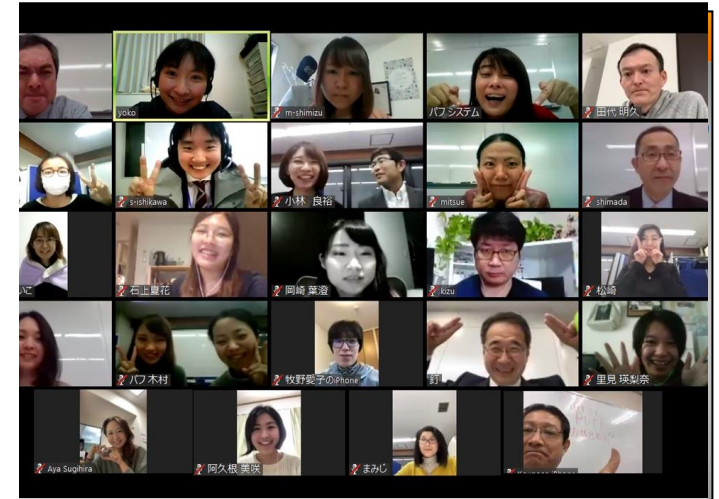 yoko
m-shimizu
パフ システム
田代 明久
s-ishikawa
小林 良裕
mitsue
shimada
いこ
石上夏花
岡崎 葉澄
kizu
松崎
パフ 木村
牧野愛子のiPhone
釘
里見 瑛梨奈
Aya Sugihira
阿久根 美咲
まみじ